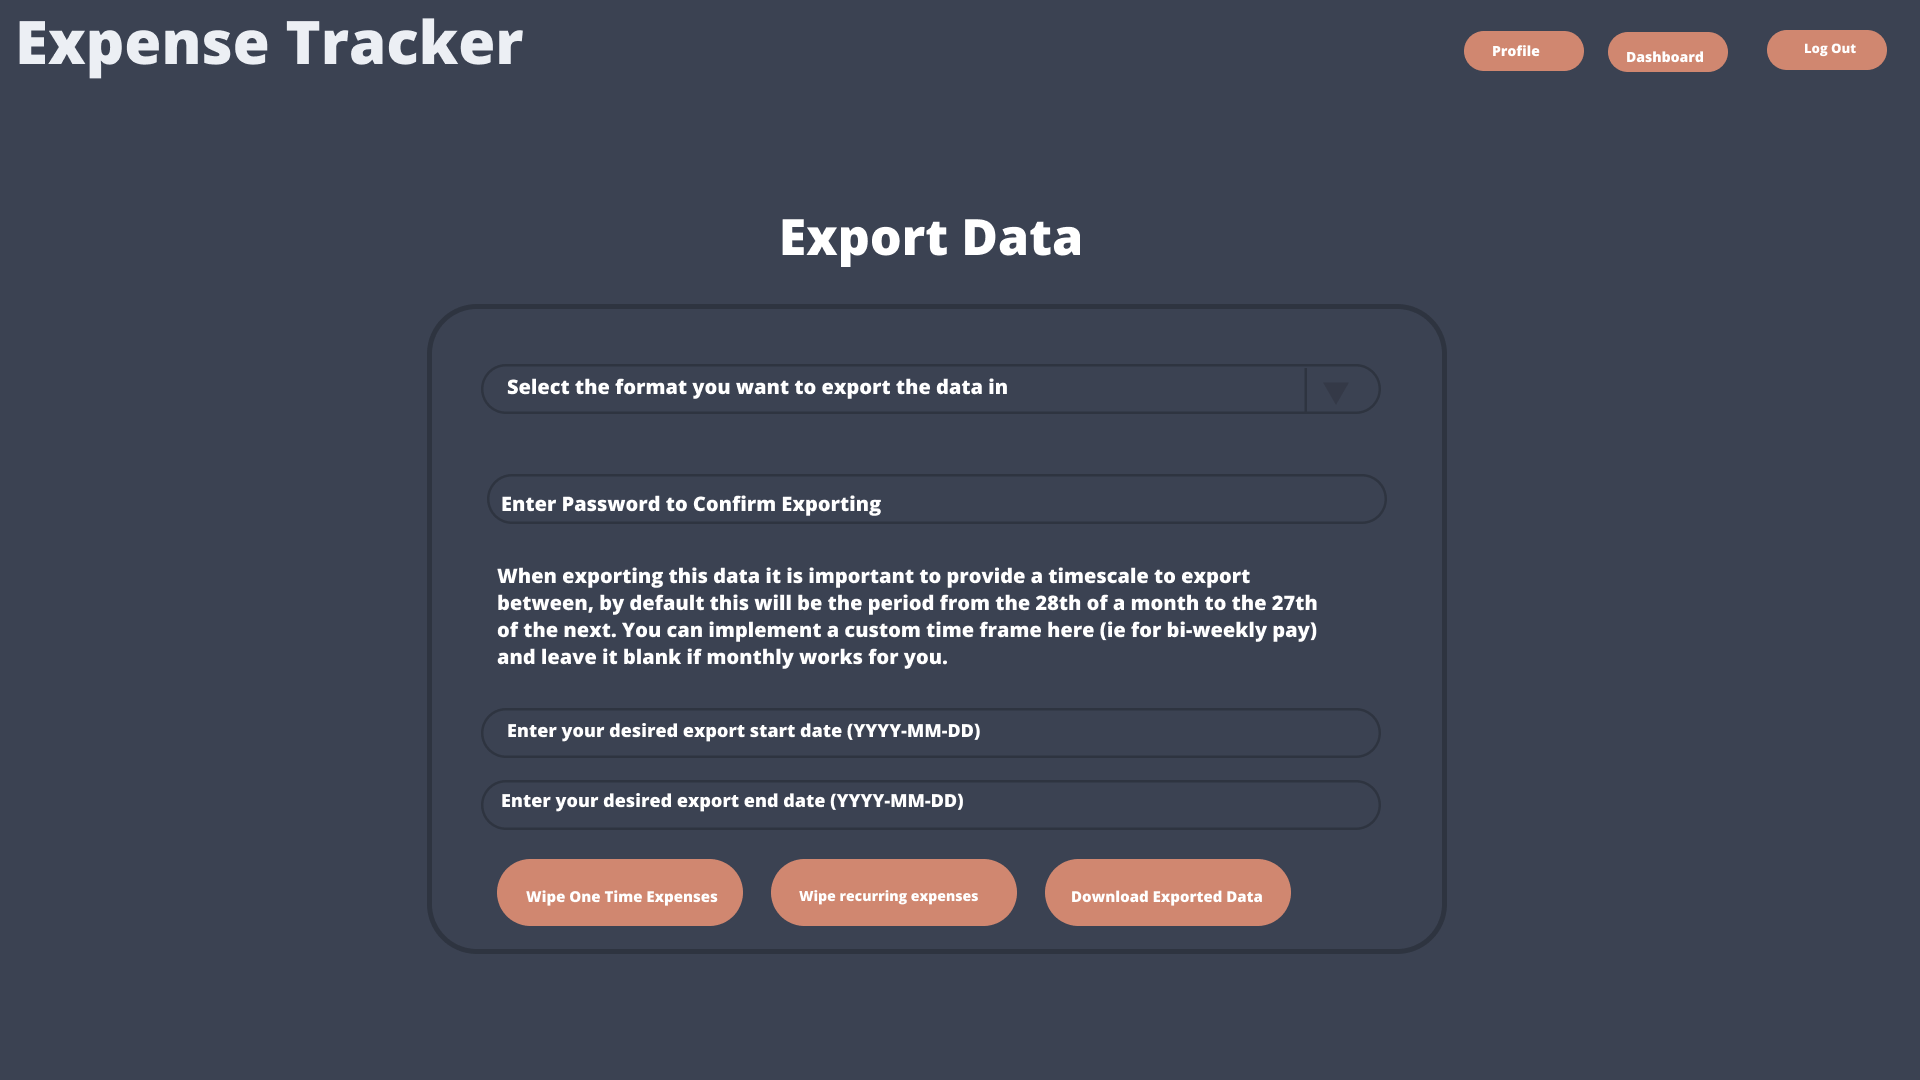 Expense Tracker
Profile
Dashboard
Log Out
Export Data
Select the format you want to export the data in
Enter Password to Confirm Exporting
When exporting this data it is important to provide a timescale to export
between, by default this will be the period from the 28th of a month to the 27th
of the next. You can implement a custom time frame here (ie for bi-weekly pay)
and leave it blank if monthly works for you.
Enter your desired export start date (YYYY-MM-DD)
Enter your desired export end date (YYYY-MM-DD)
Wipe One Time Expenses
Wipe recurring expenses
Download Exported Data